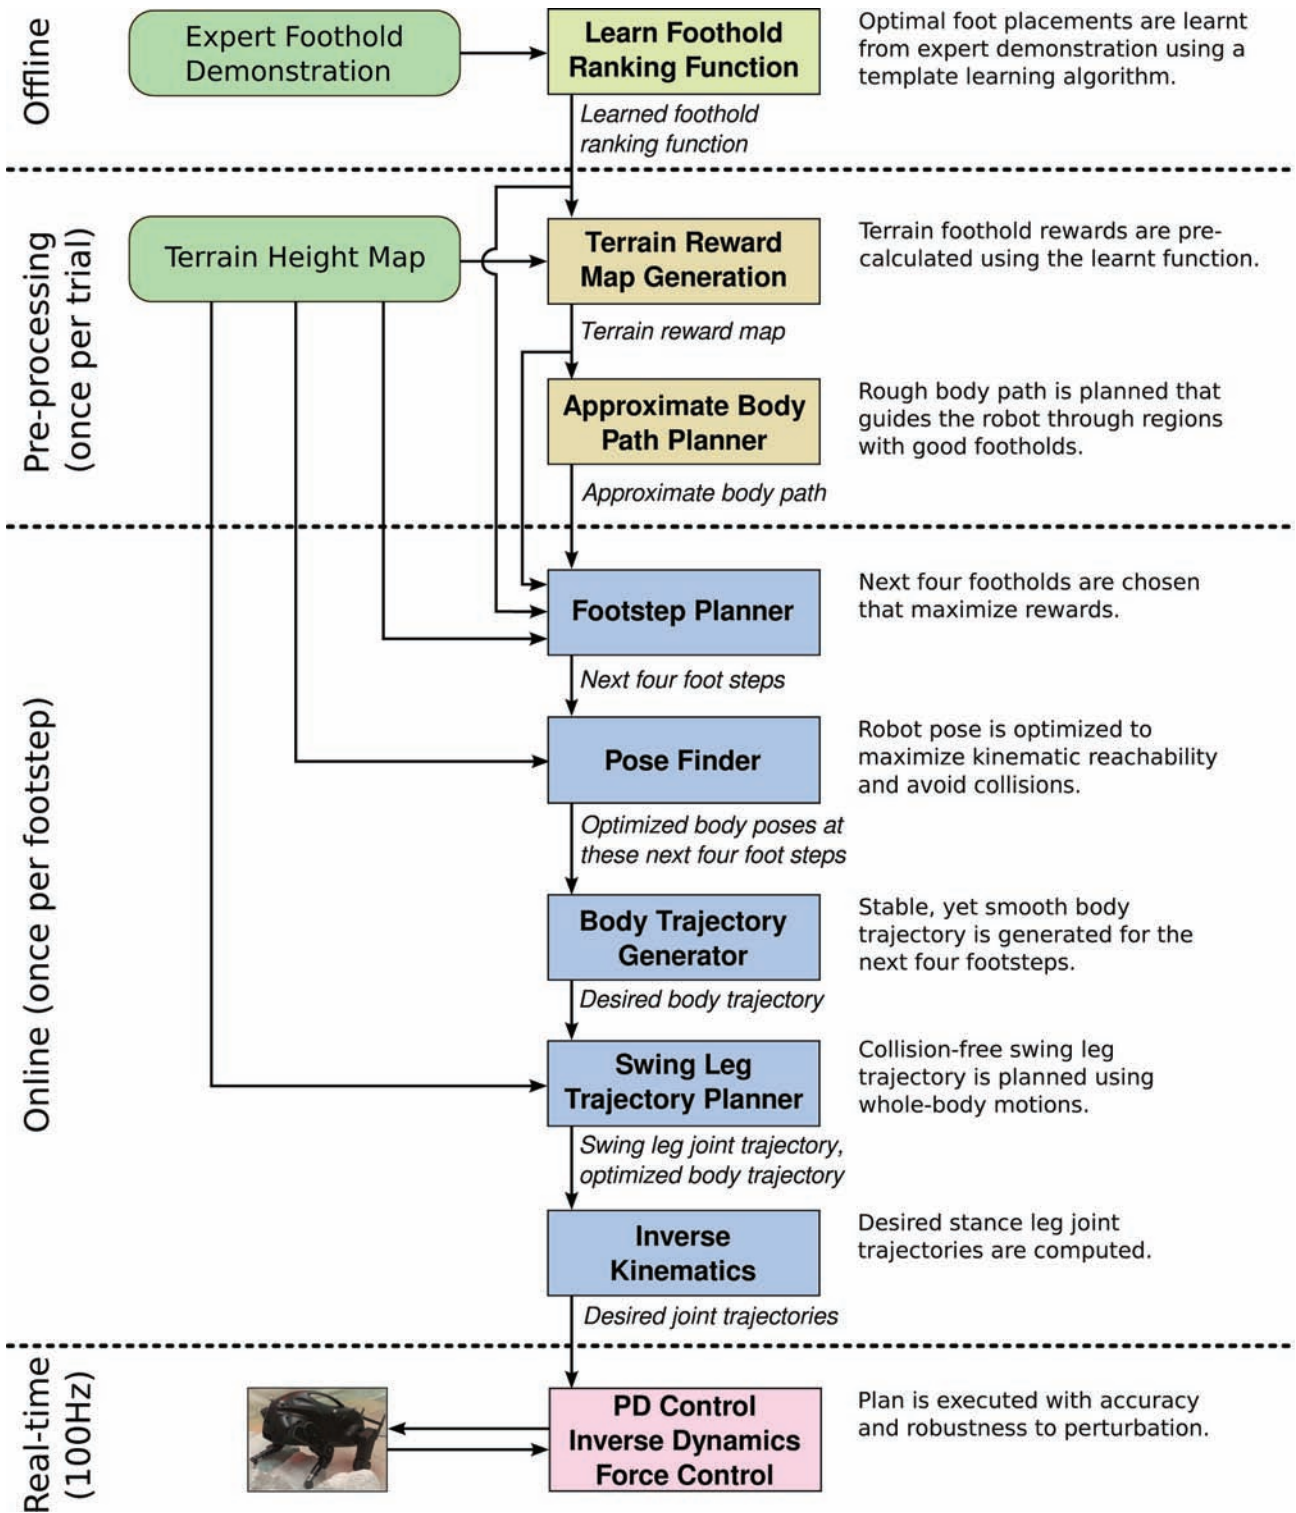 Offline
Expert Foothold
Demonstration
Learn Foothold
Ranking Function
Optimal foot placements are learnt
from expert demonstration using a
template learning algorithm.
Learned foothold
ranking function
Pre-processing
(once per trial)
Terrain Height Map
Terrain Reward
Map Generation
Terrain foothold rewards are pre-
calculated using the learnt function.
Terrain reward map
Approximate Body
Path Planner
Rough body path is planned that
guides the robot through regions
with good footholds.
Approximate body path
Online (once per footstep)
Footstep Planner
Next four footholds are chosen
that maximize rewards.
Next four foot steps
Pose Finder
Robot pose is optimized to
maximize kinematic reachability
and avoid collisions.
Optimized body poses at
these next four foot steps
Body Trajectory
Generator
Stable, yet smooth body
trajectory is generated for the
next four footsteps.
Desired body trajectory
Swing Leg
Trajectory Planner
Collision-free swing leg
trajectory is planned using
whole-body motions.
Swing leg joint trajectory,
optimized body trajectory
Inverse
Kinematics
Desired stance leg joint
trajectories are computed.
Desired joint trajectories
Real-time
(100Hz)
PD Control
Inverse Dynamics
Force Control
Plan is executed with accuracy
and robustness to perturbation.